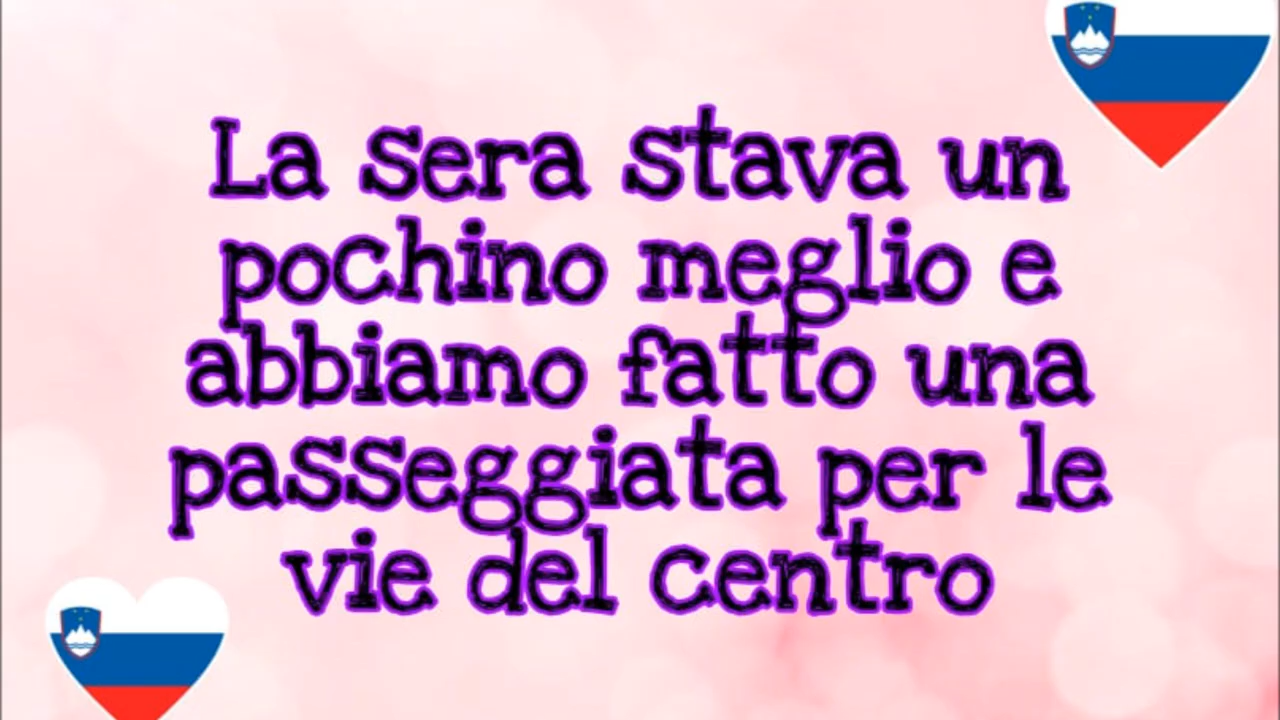 La sera stava un
pochino meglio e
abbiamo fatto una
passeggiata per le
vie del centro